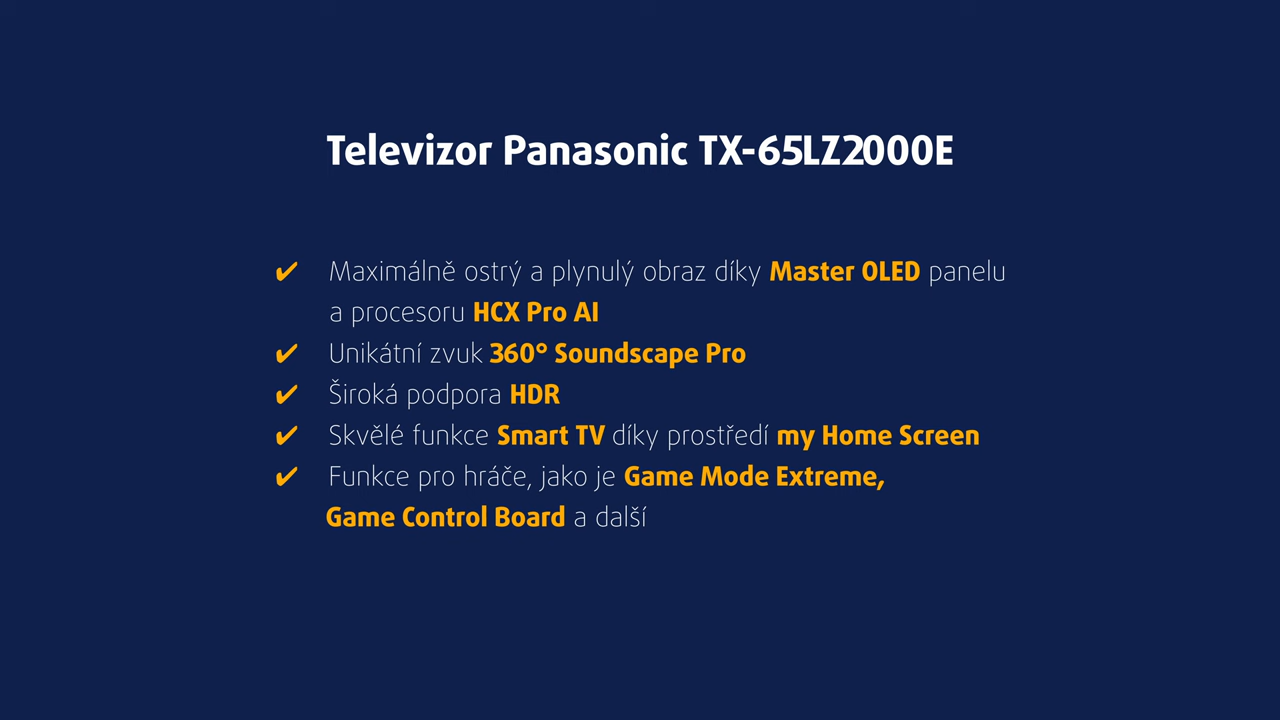 Televizor Panasonic TX-65LZ2000E
✔ Maximálně ostrý a plynulý obraz díky Master OLED panelu
a procesoru HCX Pro AI
✔ Unikátní zvuk 360° Soundscape Pro
✔ Široká podpora HDR
✔ Skvělé funkce Smart TV díky prostředí my Home Screen
✔ Funkce pro hráče, jako je Game Mode Extreme,
Game Control Board a další